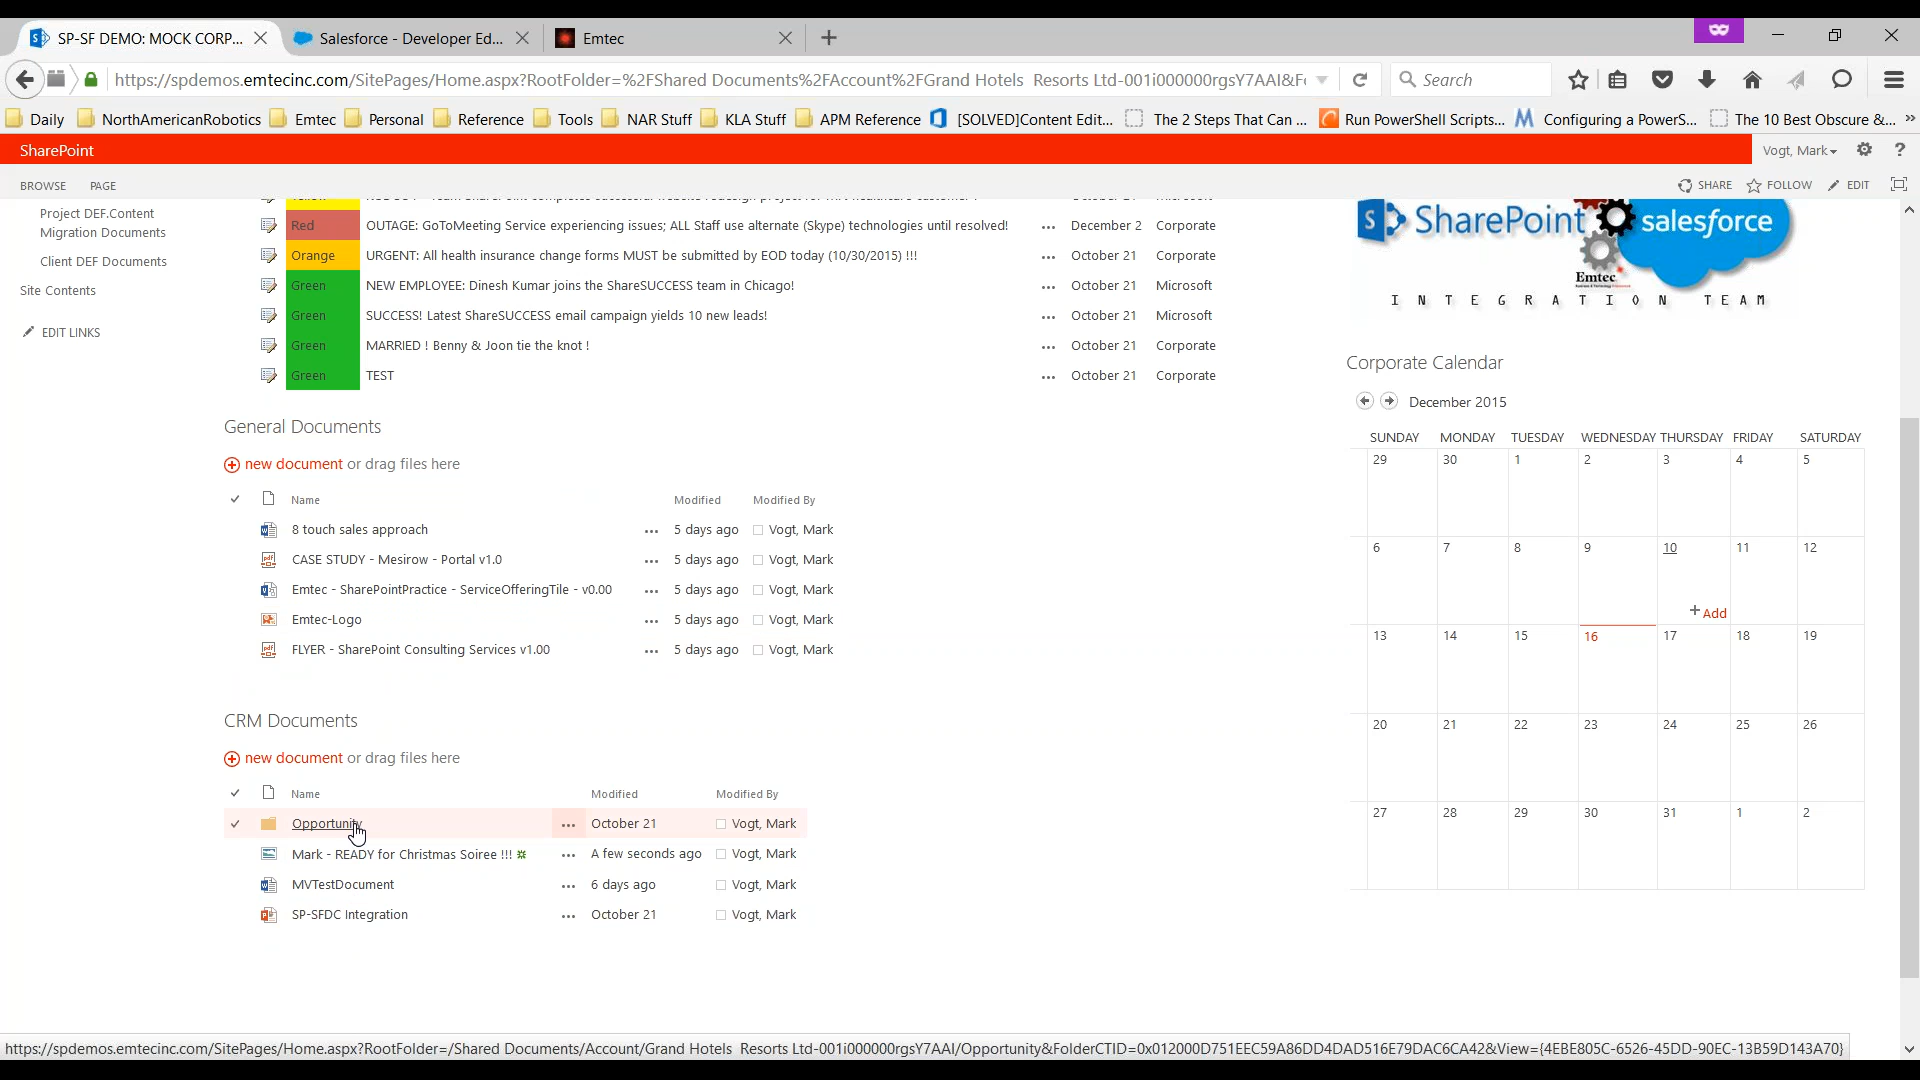 SP-SF DEMO: MOCK CORP... Salesforce - Developer Ed... Emtec
https://spdemos.emtecinc.com/SitePages/Home.aspx?RootFolder=%2FShared Documents%2FAccount%2FGrand Hotels Resorts Ltd-001i000000rgsY7AAI&F Search
Daily NorthAmericanRobotics Emtec Personal Reference Tools NAR Stuff KLA Stuff APM Reference [SOLVED]Content Edit... The 2 Steps That Can ... Run PowerShell Scripts... Configuring a PowerS... The 10 Best Obscure &... »
SharePoint Vogt, Mark ?
BROWSE PAGE SHARE FOLLOW EDIT
Project DEF.Content
Migration Documents
Client DEF Documents
Site Contents
EDIT LINKS
Red OUTAGE: GoToMeeting Service experiencing issues; ALL Staff use alternate (Skype) technologies until resolved! ... December 2 Corporate
Orange URGENT: All health insurance change forms MUST be submitted by EOD today (10/30/2015) !!! ... October 21 Corporate
Green NEW EMPLOYEE: Dinesh Kumar joins the ShareSUCCESS team in Chicago! ... October 21 Microsoft
Green SUCCESS! Latest ShareSUCCESS email campaign yields 10 new leads! ... October 21 Microsoft
Green MARRIED ! Benny & Joon tie the knot ! ... October 21 Corporate
Green TEST ... October 21 Corporate
General Documents
new document or drag files here
Name Modified Modified By
8 touch sales approach ... 5 days ago Vogt, Mark
CASE STUDY - Mesirow - Portal v1.0 ... 5 days ago Vogt, Mark
Emtec - SharePointPractice - ServiceOfferingTile - v0.00 ... 5 days ago Vogt, Mark
Emtec-Logo ... 5 days ago Vogt, Mark
FLYER - SharePoint Consulting Services v1.00 ... 5 days ago Vogt, Mark
CRM Documents
new document or drag files here
Name Modified Modified By
Opportunity ... October 21 Vogt, Mark
Mark - READY for Christmas Soiree !!! ... A few seconds ago Vogt, Mark
MVTestDocument ... 6 days ago Vogt, Mark
SP-SFDC Integration ... October 21 Vogt, Mark
S SharePoint salesforce
Emtec
INTEGRATION TEAM
Corporate Calendar
December 2015
SUNDAY MONDAY TUESDAY WEDNESDAY THURSDAY FRIDAY SATURDAY
29 30 1 2 3 4 5
6 7 8 9 10 11 12
+ Add
13 14 15 16 17 18 19
20 21 22 23 24 25 26
27 28 29 30 31 1 2
https://spdemos.emtecinc.com/SitePages/Home.aspx?RootFolder=/Shared Documents/Account/Grand Hotels Resorts Ltd-001i000000rgsY7AAI/Opportunity&FolderCTID=0x012000D751EEC59A86DD4DAD516E79DAC6CA42&View={4EBE805C-6526-45DD-90EC-13B59D143A70}